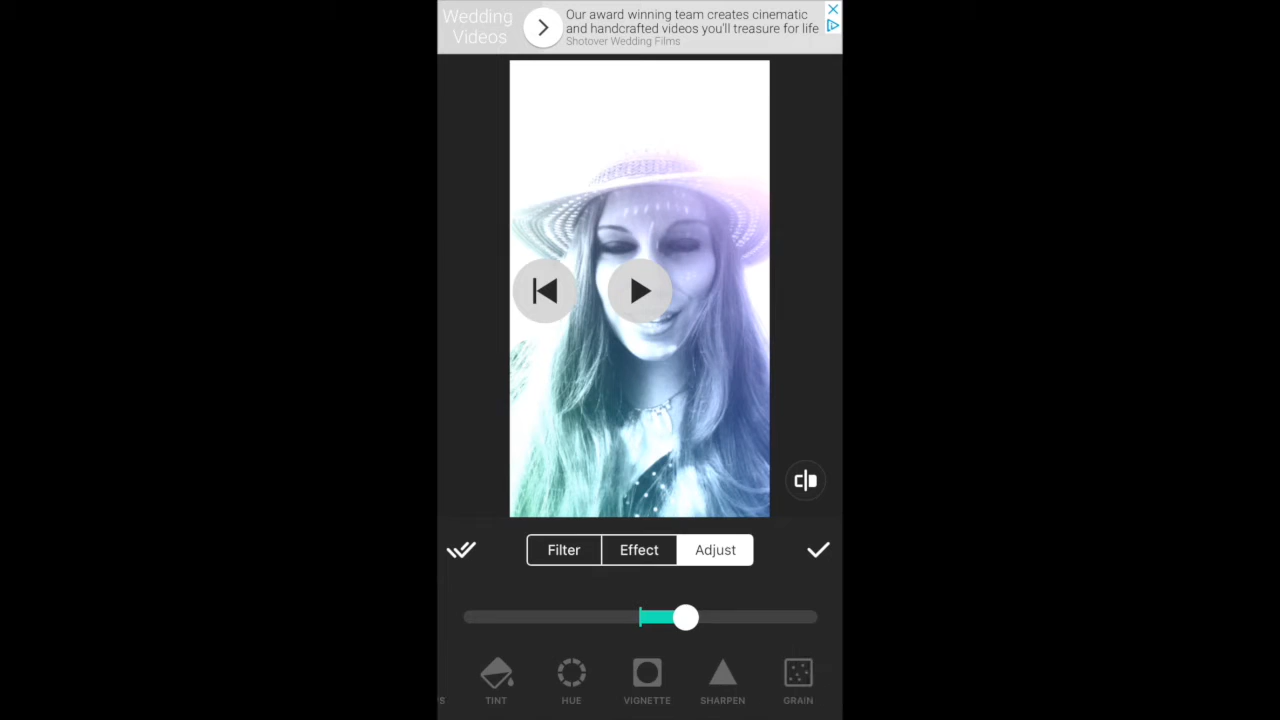 Wedding
Videos
Our award winning team creates cinematic
and handcrafted videos you'll treasure for life
Shotover Wedding Films
Filter Effect Adjust
S TINT HUE VIGNETTE SHARPEN GRAIN